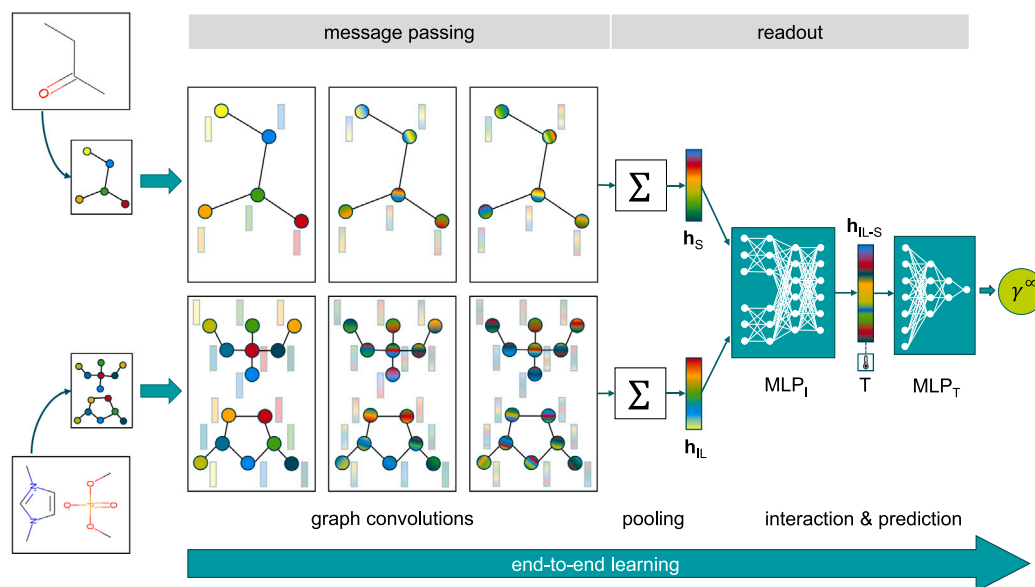 message passing
readout
O
Σ
h_S
h_IL-S
γ^∞
MLP_I
T
MLP_T
Σ
h_IL
N+
N
O
O
P
O
O
graph convolutions
pooling
interaction & prediction
end-to-end learning